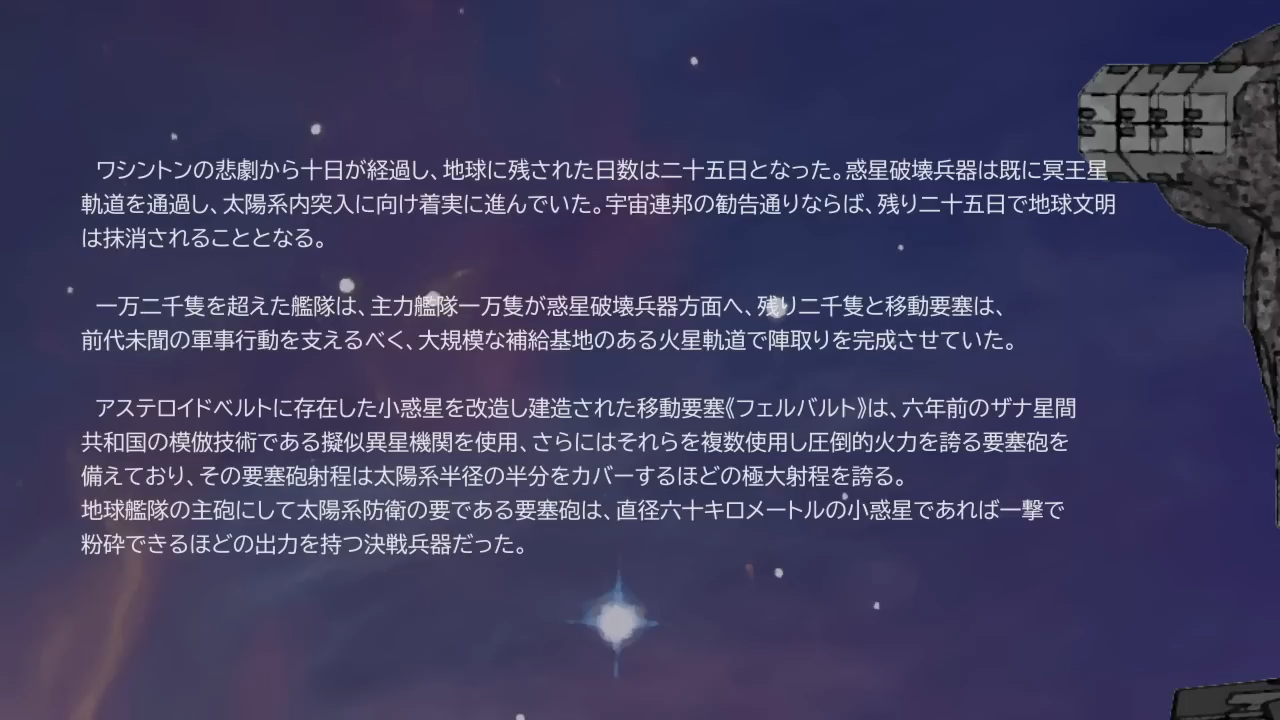 ワシントンの悲劇から十日が経過し、地球に残された日数は二十五日となった。惑星破壊兵器は既に冥王星
軌道を通過し、太陽系内突入に向け着実に進んでいた。宇宙連邦の勧告通りならば、残り二十五日で地球文明
は抹消されることとなる。
一万二千隻を超えた艦隊は、主力艦隊一万隻が惑星破壊兵器方面へ、残り二千隻と移動要塞は、
前代未聞の軍事行動を支えるべく、大規模な補給基地のある火星軌道で陣取りを完成させていた。
アステロイドベルトに存在した小惑星を改造し建造された移動要塞《フェルバルト》は、六年前のザナ星間
共和国の模倣技術である擬似異星機関を使用、さらにはそれらを複数使用し圧倒的火力を誇る要塞砲を
備えており、その要塞砲射程は太陽系半径の半分をカバーするほどの極大射程を誇る。
地球艦隊の主砲にして太陽系防衛の要である要塞砲は、直径六十キロメートルの小惑星であれば一撃で
粉砕できるほどの出力を持つ決戦兵器だった。